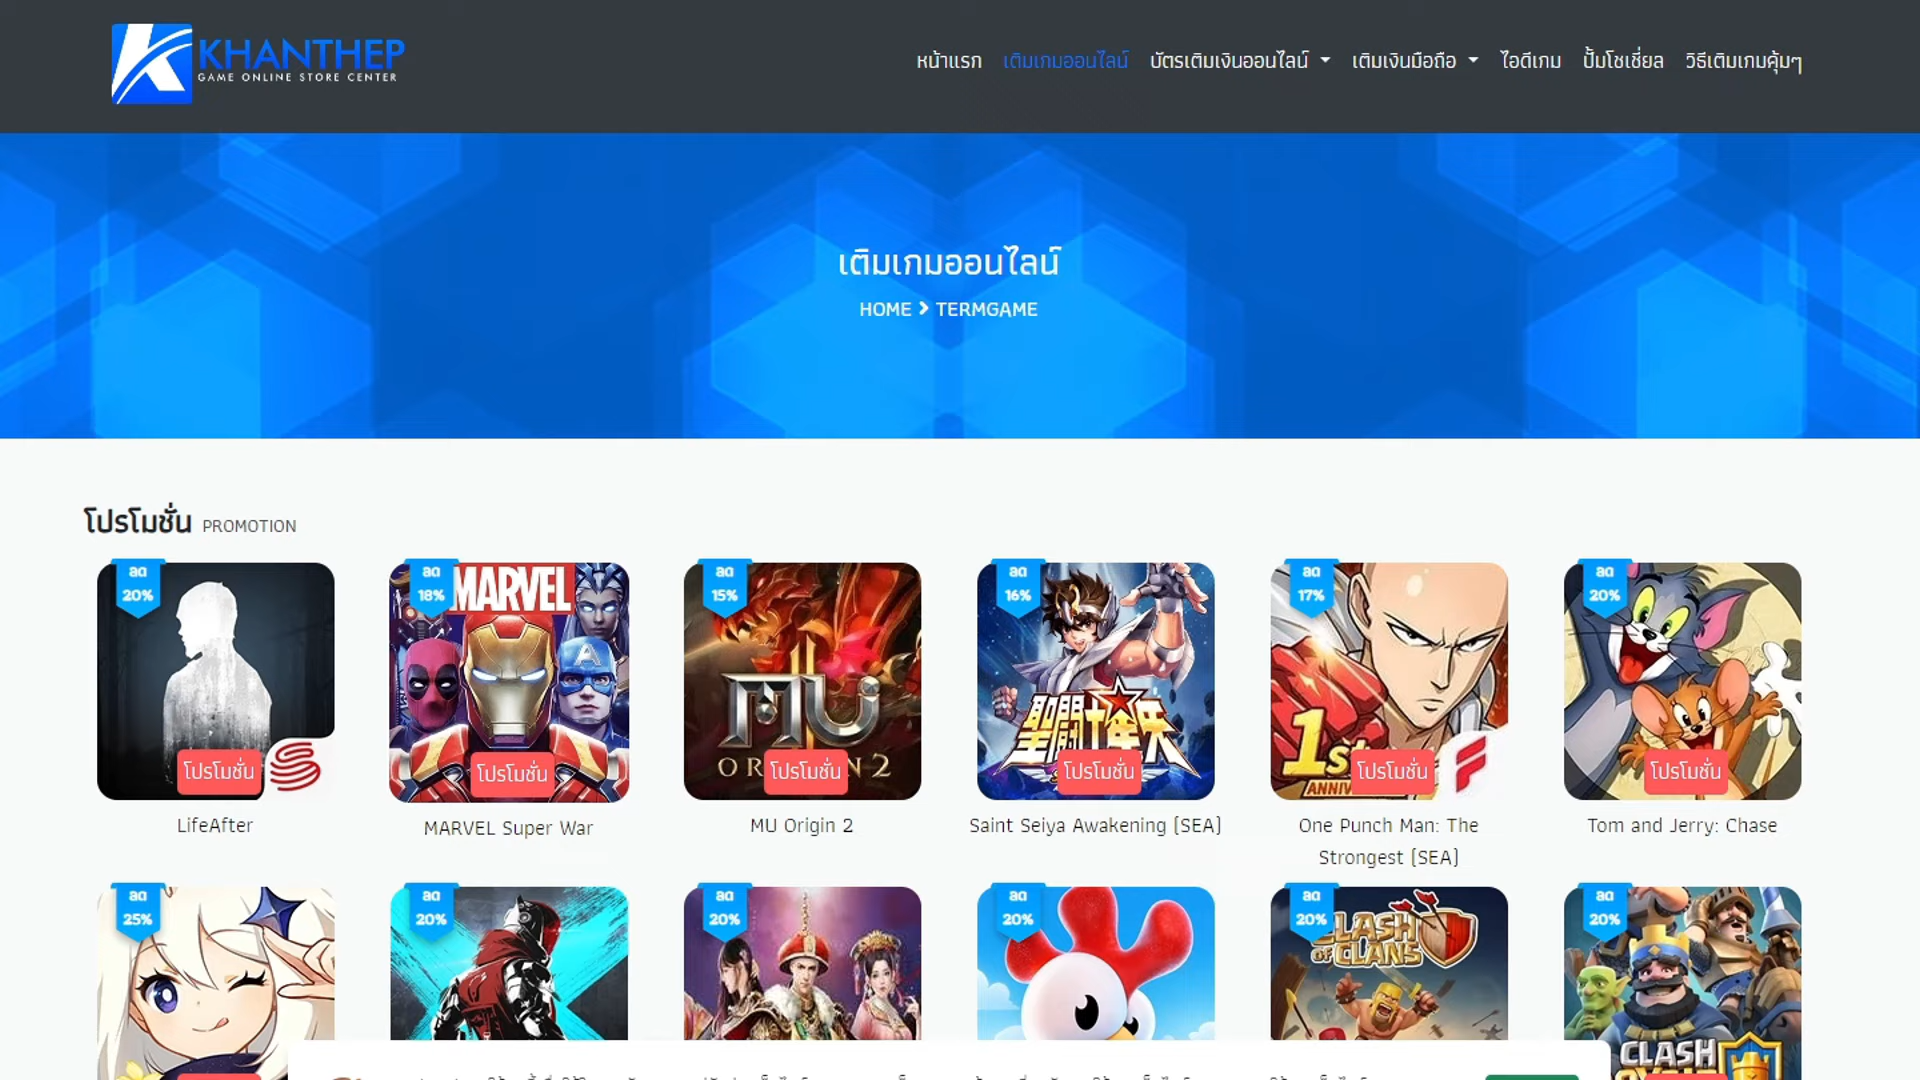 KHANTHEP
GAME ONLINE STORE CENTER
หน้าแรก
เติมเกมออนไลน์
บัตรเติมเงินออนไลน์
เติมเงินมือถือ
ไอดีเกม
ปั้มโซเชี่ยล
วิธีเติมเกมคุ้มๆ
เติมเกมออนไลน์
HOME > TERMGAME
โปรโมชั่น PROMOTION
ลด 20%
โปรโมชั่น
LifeAfter
ลด 18%
MARVEL
โปรโมชั่น
MARVEL Super War
ลด 15%
MU
โปรโมชั่น
MU Origin 2
ลด 16%
โปรโมชั่น
Saint Seiya Awakening (SEA)
ลด 17%
1st
โปรโมชั่น
One Punch Man: The
Strongest (SEA)
ลด 20%
โปรโมชั่น
Tom and Jerry: Chase
ลด 25%
ลด 20%
ลด 20%
ลด 20%
ลด 20%
CLASH
OF CLANS
ลด 20%
CLASH